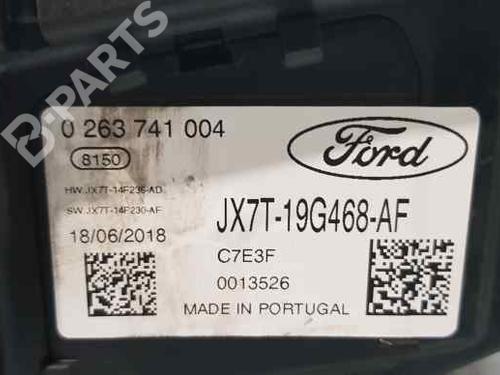 B-PARTS
0 263 741 004
8150
HW.JX7T-14F236-AD
SW.JX7T-14F230-AF
18/06/2018
Ford
JX7T-19G468-AF
C7E3F
0013526
MADE IN PORTUGAL